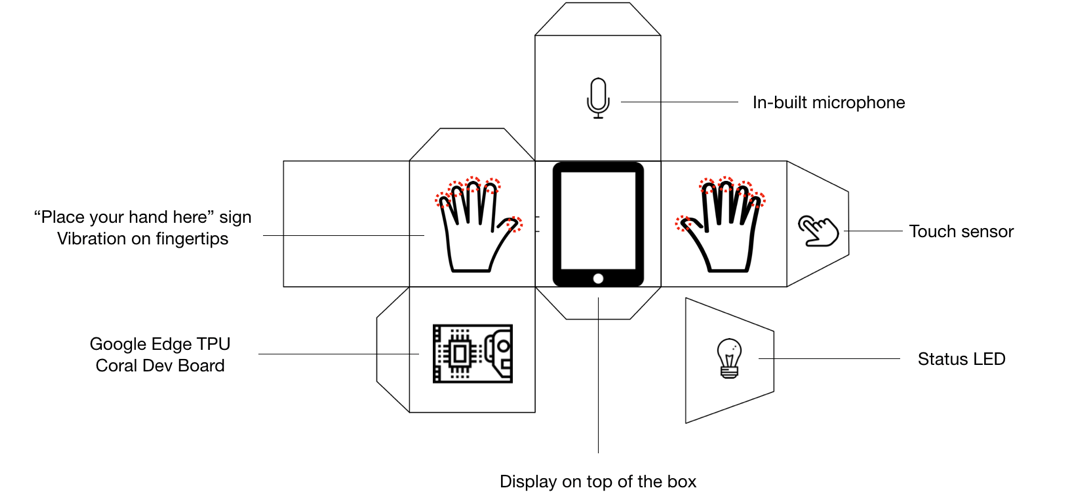 In-built microphone
“Place your hand here” sign
Vibration on fingertips
Touch sensor
Google Edge TPU
Coral Dev Board
Status LED
Display on top of the box